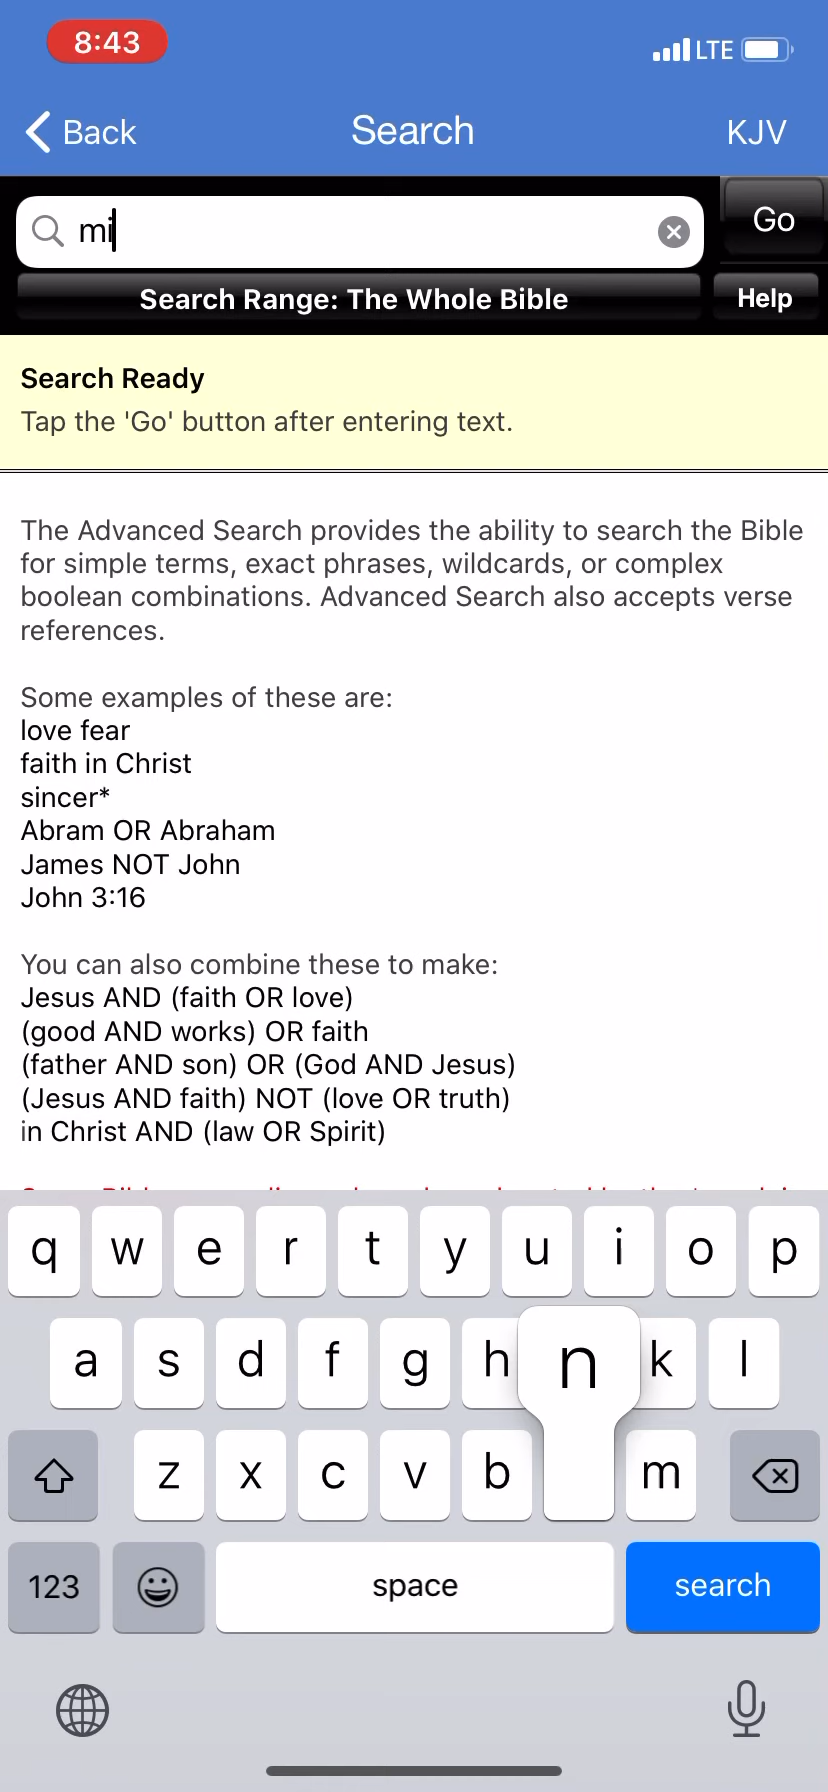 8:43
LTE
Back
Search
KJV
mi
Go
Search Range: The Whole Bible
Help
Search Ready
Tap the 'Go' button after entering text.
The Advanced Search provides the ability to search the Bible
for simple terms, exact phrases, wildcards, or complex
boolean combinations. Advanced Search also accepts verse
references.
Some examples of these are:
love fear
faith in Christ
sincer*
Abram OR Abraham
James NOT John
John 3:16
You can also combine these to make:
Jesus AND (faith OR love)
(good AND works) OR faith
(father AND son) OR (God AND Jesus)
(Jesus AND faith) NOT (love OR truth)
in Christ AND (law OR Spirit)
q w e r t y u i o p
a s d f g h n k l
z x c v b m
123
space
search